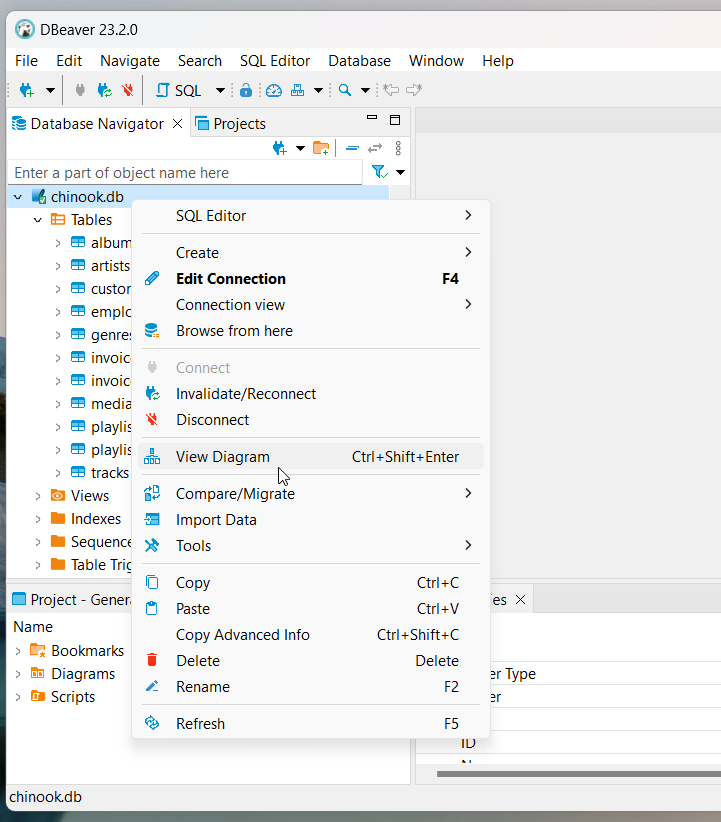 DBeaver 23.2.0
File Edit Navigate Search SQL Editor Database Window Help
SQL
Database Navigator Projects
Enter a part of object name here
chinook.db
SQL Editor
Tables
album
Create
artists
Edit Connection F4
custor
Connection view
emplo
Browse from here
genres
invoic
Connect
invoic
Invalidate/Reconnect
media
Disconnect
playlis
playlis
View Diagram Ctrl+Shift+Enter
tracks
Views
Compare/Migrate
Indexes
Import Data
Sequence
Tools
Table Trig
Copy Ctrl+C
Project - Genera
es
Paste Ctrl+V
Name
Copy Advanced Info Ctrl+Shift+C
Bookmarks
Delete Delete
Diagrams
er Type
Rename F2
Scripts
er
Refresh F5
ID
chinook.db